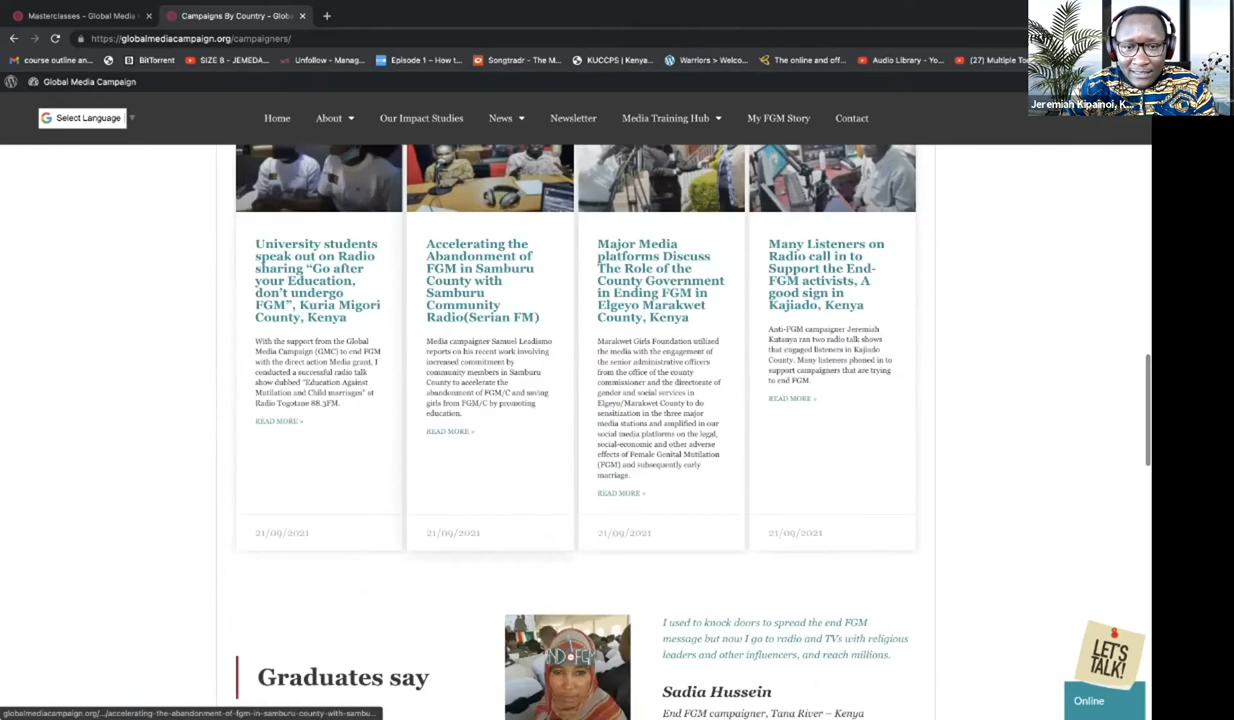 Masterclasses - Global Media
Campaigns By Country - Glob
https://globalmediacampaign.org/campaigners/
course outline an...
BitTorrent
SIZE 8 - JEMEDA...
Unfollow - Manag...
Episode 1 – How t...
Songtradr - The M...
KUCCPS | Kenya...
Warriors > Welco...
The online and off...
Audio Library - Yo...
(27) Multiple To
Jeremiah Kipainoi, K...
Global Media Campaign
Select Language
Home
About
Our Impact Studies
News
Newsletter
Media Training Hub
My FGM Story
Contact
University students
speak out on Radio
sharing “Go after
your Education,
don’t undergo
FGM”, Kuria Migori
County, Kenya
With the support from the Global
Media Campaign (GMC) to end FGM
with the direct action Media grant, I
conducted a successful radio talk
show dubbed “Education Against
Mutilation and Child marriages” at
Radio Togotane 88.3FM.
READ MORE »
21/09/2021
Accelerating the
Abandonment of
FGM in Samburu
County with
Samburu
Community
Radio(Serian FM)
Media campaigner Samuel Leadismo
reports on his recent work involving
increased commitment by
community members in Samburu
County to accelerate the
abandonment of FGM/C and saving
girls from FGM/C by promoting
education.
READ MORE »
21/09/2021
Major Media
platforms Discuss
The Role of the
County Government
in Ending FGM in
Elgeyo Marakwet
County, Kenya
Marakwet Girls Foundation utilized
the media with the engagement of
the senior administrative officers
from the office of the county
commissioner and the directorate of
gender and social services in
Elgeyo/Marakwet County to do
sensitization in the three major
media stations and amplified in our
social media platforms on the legal,
social-economic and other adverse
effects of Female Genital Mutilation
(FGM) and subsequently early
marriage.
READ MORE »
21/09/2021
Many Listeners on
Radio call in to
Support the End-
FGM activists, A
good sign in
Kajiado, Kenya
Anti-FGM campaigner Jeremiah
Kutanya ran two radio talk shows
that engaged listeners in Kajiado
County. Many listeners phoned in to
support campaigners that are trying
to end FGM.
READ MORE »
21/09/2021
Graduates say
END FGM
I used to knock doors to spread the end FGM
message but now I go to radio and TVs with religious
leaders and other influencers, and reach millions.
Sadia Hussein
End FGM campaigner, Tana River – Kenya
LET'S
TALK!
Online
globalmediacampaign.org/.../accelerating-the-abandonment-of-fgm-in-samburu-county-with-sambu...